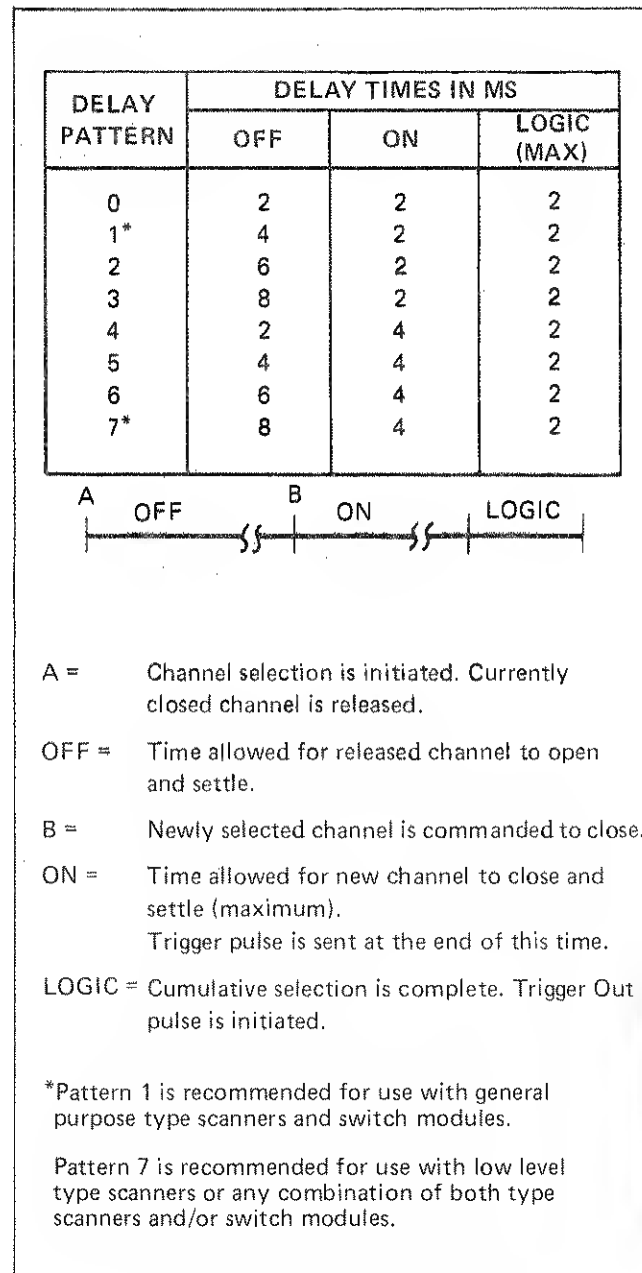 DELAY PATTERN
DELAY TIMES IN MS
OFF ON LOGIC (MAX)
0 2 2 2
1* 4 2 2
2 6 2 2
3 8 2 2
4 2 4 2
5 4 4 2
6 6 4 2
7* 8 4 2
A OFF B ON LOGIC
A = Channel selection is initiated. Currently
closed channel is released.
OFF = Time allowed for released channel to open
and settle.
B = Newly selected channel is commanded to close.
ON = Time allowed for new channel to close and
settle (maximum).
Trigger pulse is sent at the end of this time.
LOGIC = Cumulative selection is complete. Trigger Out
pulse is initiated.
*Pattern 1 is recommended for use with general
purpose type scanners and switch modules.
Pattern 7 is recommended for use with low level
type scanners or any combination of both type
scanners and/or switch modules.